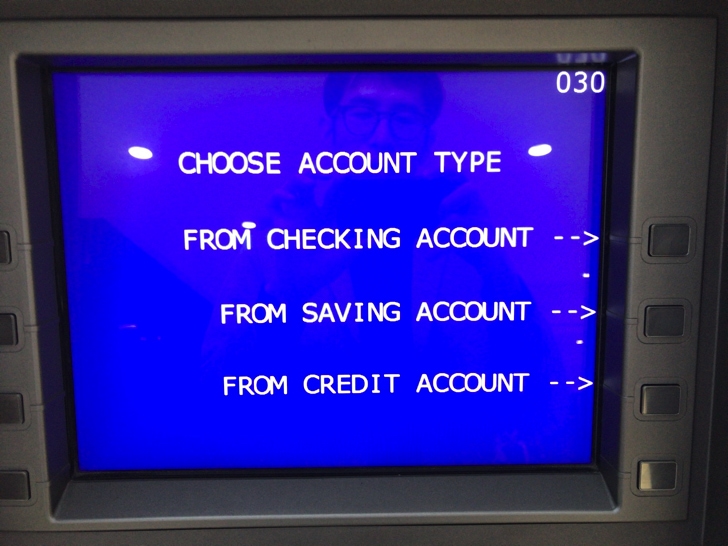 030
CHOOSE ACCOUNT TYPE
FROM CHECKING ACCOUNT -->
FROM SAVING ACCOUNT -->
FROM CREDIT ACCOUNT -->